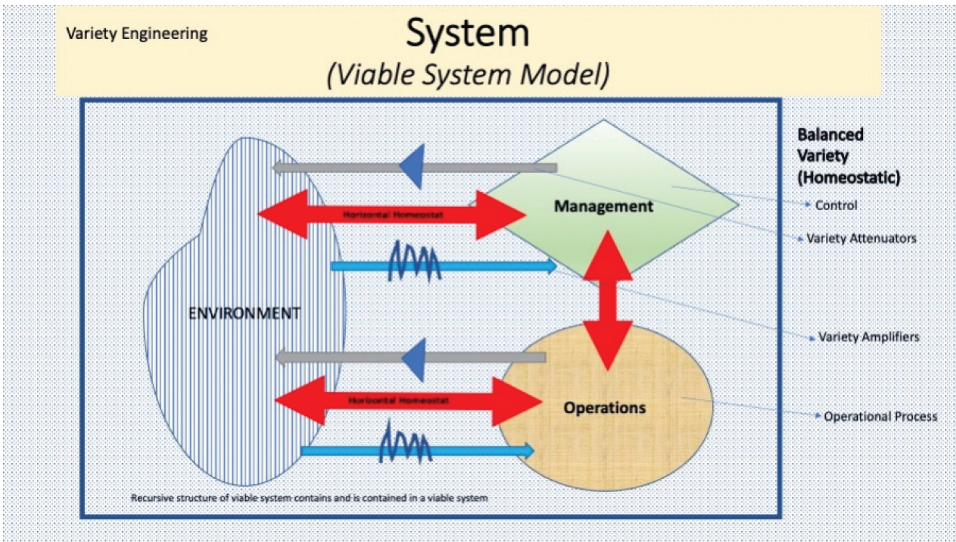 Variety Engineering
System
(Viable System Model)
Balanced
Variety
(Homeostatic)
Control
Management
Horizontal Homeostat
Variety Attenuators
ENVIRONMENT
Variety Amplifiers
Horizontal Homeostat
Operations
Operational Process
Recursive structure of viable system contains and is contained in a viable system